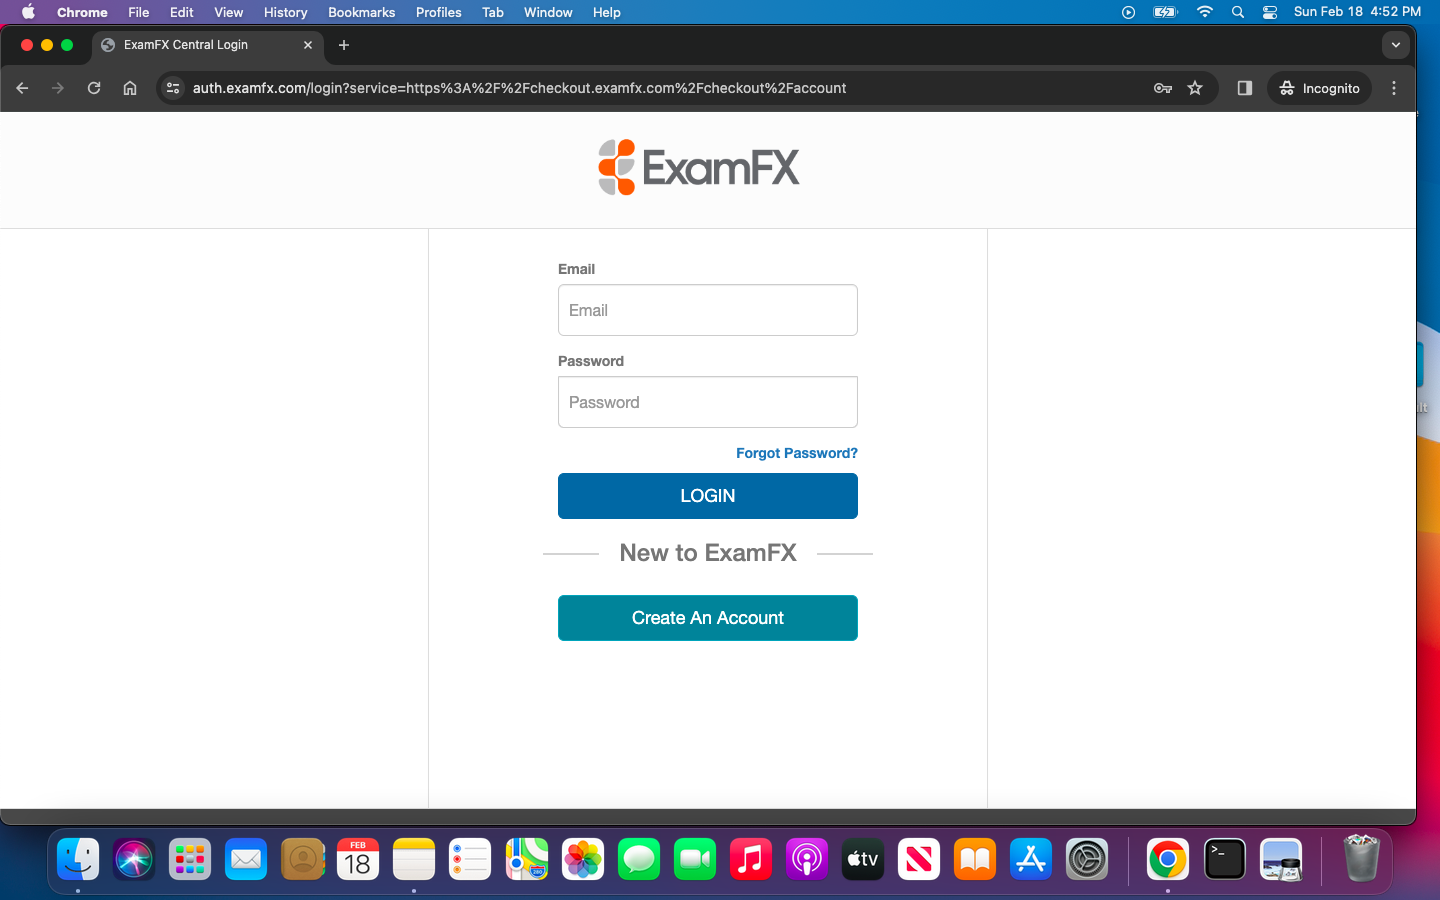 Chrome File Edit View History Bookmarks Profiles Tab Window Help Sun Feb 18 4:52 PM
ExamFX Central Login
auth.examfx.com/login?service=https%3A%2F%2Fcheckout.examfx.com%2Fcheckout%2Faccount Incognito
ExamFX
Email
Email
Password
Password
Forgot Password?
LOGIN
New to ExamFX
Create An Account
FEB
18
280
tv
>_